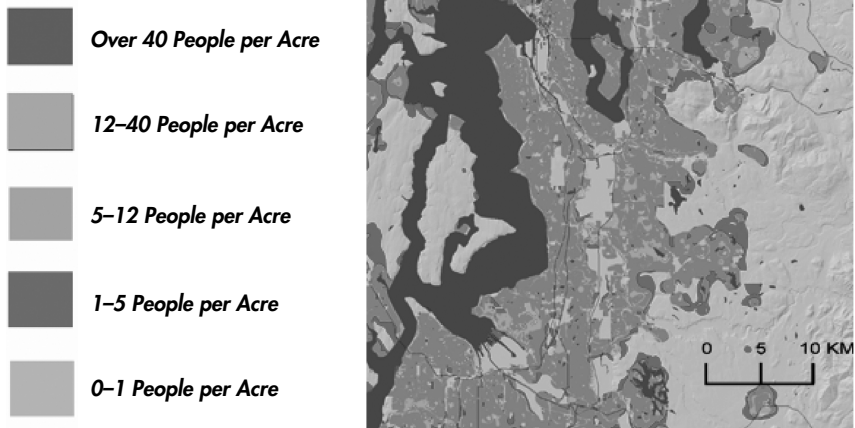 Over 40 People per Acre
12–40 People per Acre
5–12 People per Acre
1–5 People per Acre
0–1 People per Acre
0 5 10 KM